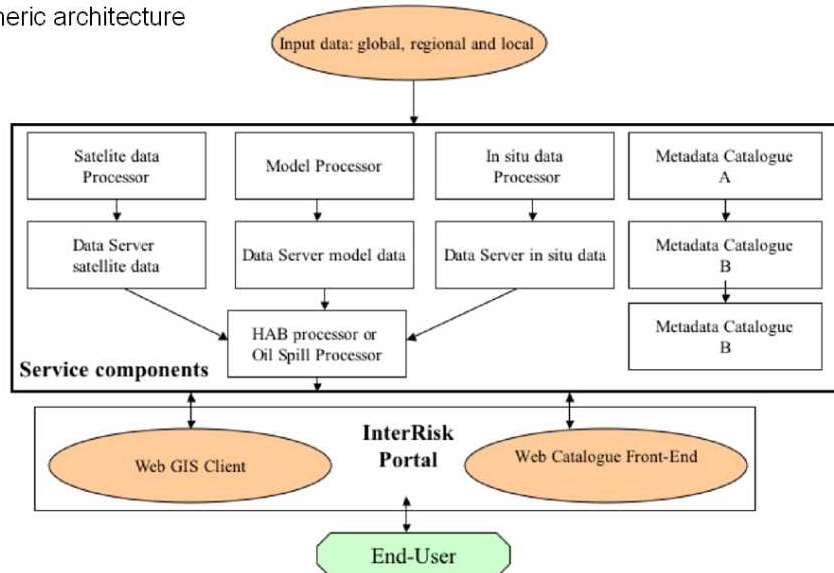 neric architecture
Input data: global, regional and local
Satelite data
Processor
Model Processor
In situ data
Processor
Metadata Catalogue
A
Data Server
satellite data
Data Server model data
Data Server in situ data
Metadata Catalogue
B
HAB processor or
Oil Spill Processor
Metadata Catalogue
B
Service components
InterRisk
Portal
Web GIS Client
Web Catalogue Front-End
End-User